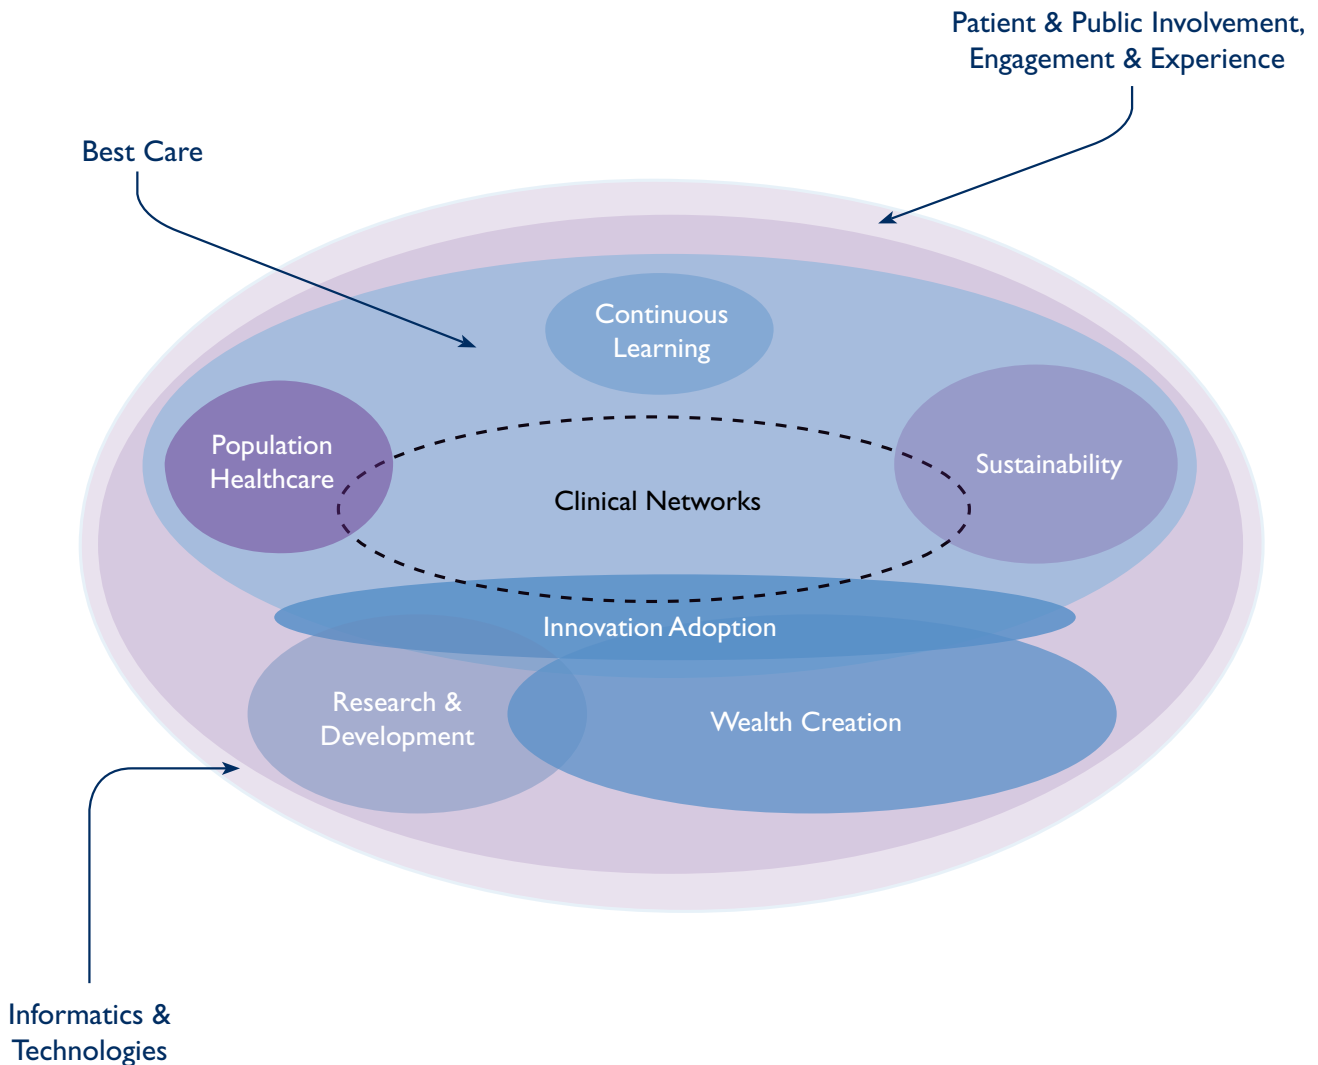 Patient & Public Involvement,
Engagement & Experience
Best Care
Continuous
Learning
Population
Healthcare
Sustainability
Clinical Networks
Innovation Adoption
Research &
Development
Wealth Creation
Informatics &
Technologies